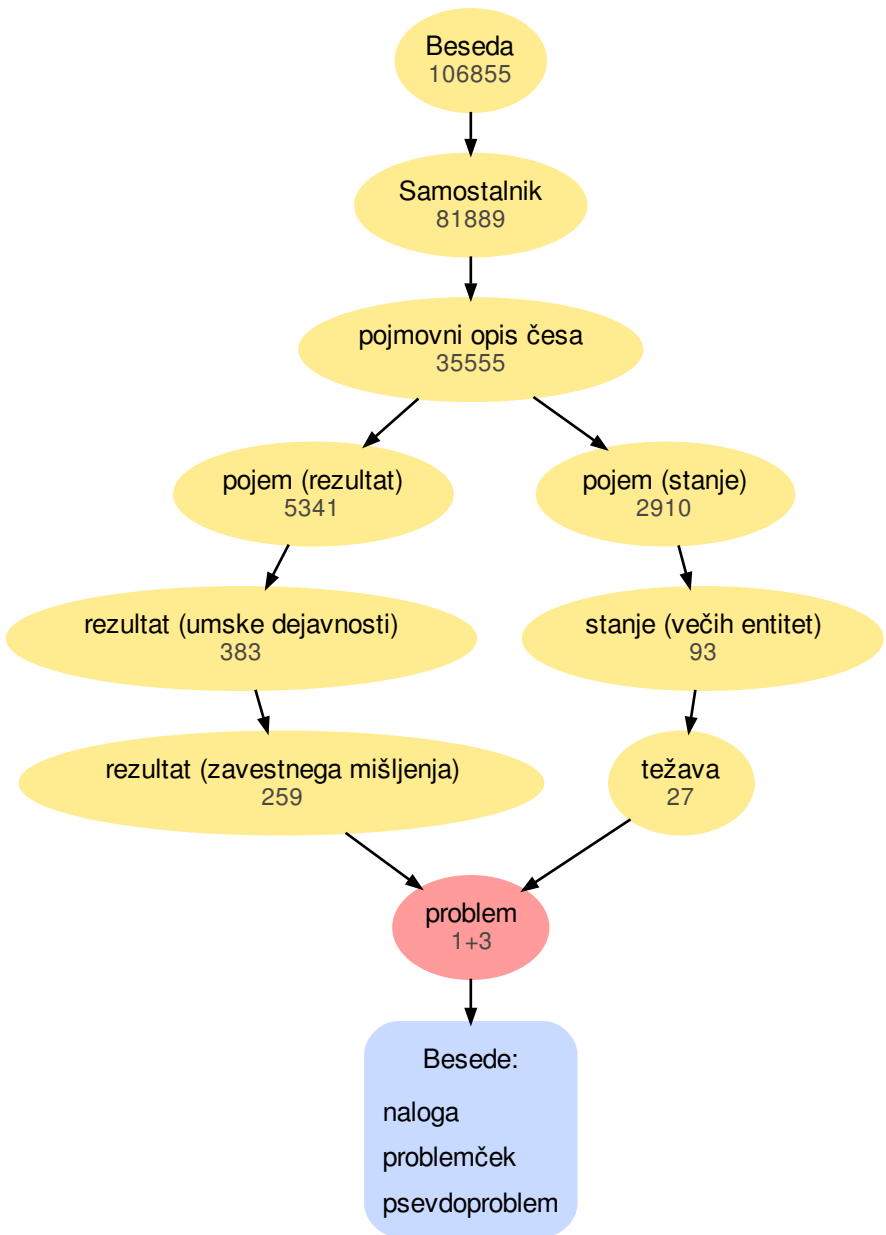 Beseda
106855
Samostalnik
81889
pojmovni opis česa
35555
pojem (rezultat)
5341
pojem (stanje)
2910
rezultat (umske dejavnosti)
383
stanje (večih entitet)
93
rezultat (zavestnega mišljenja)
259
težava
27
problem
1+3
Besede:
naloga
problemček
psevdoproblem